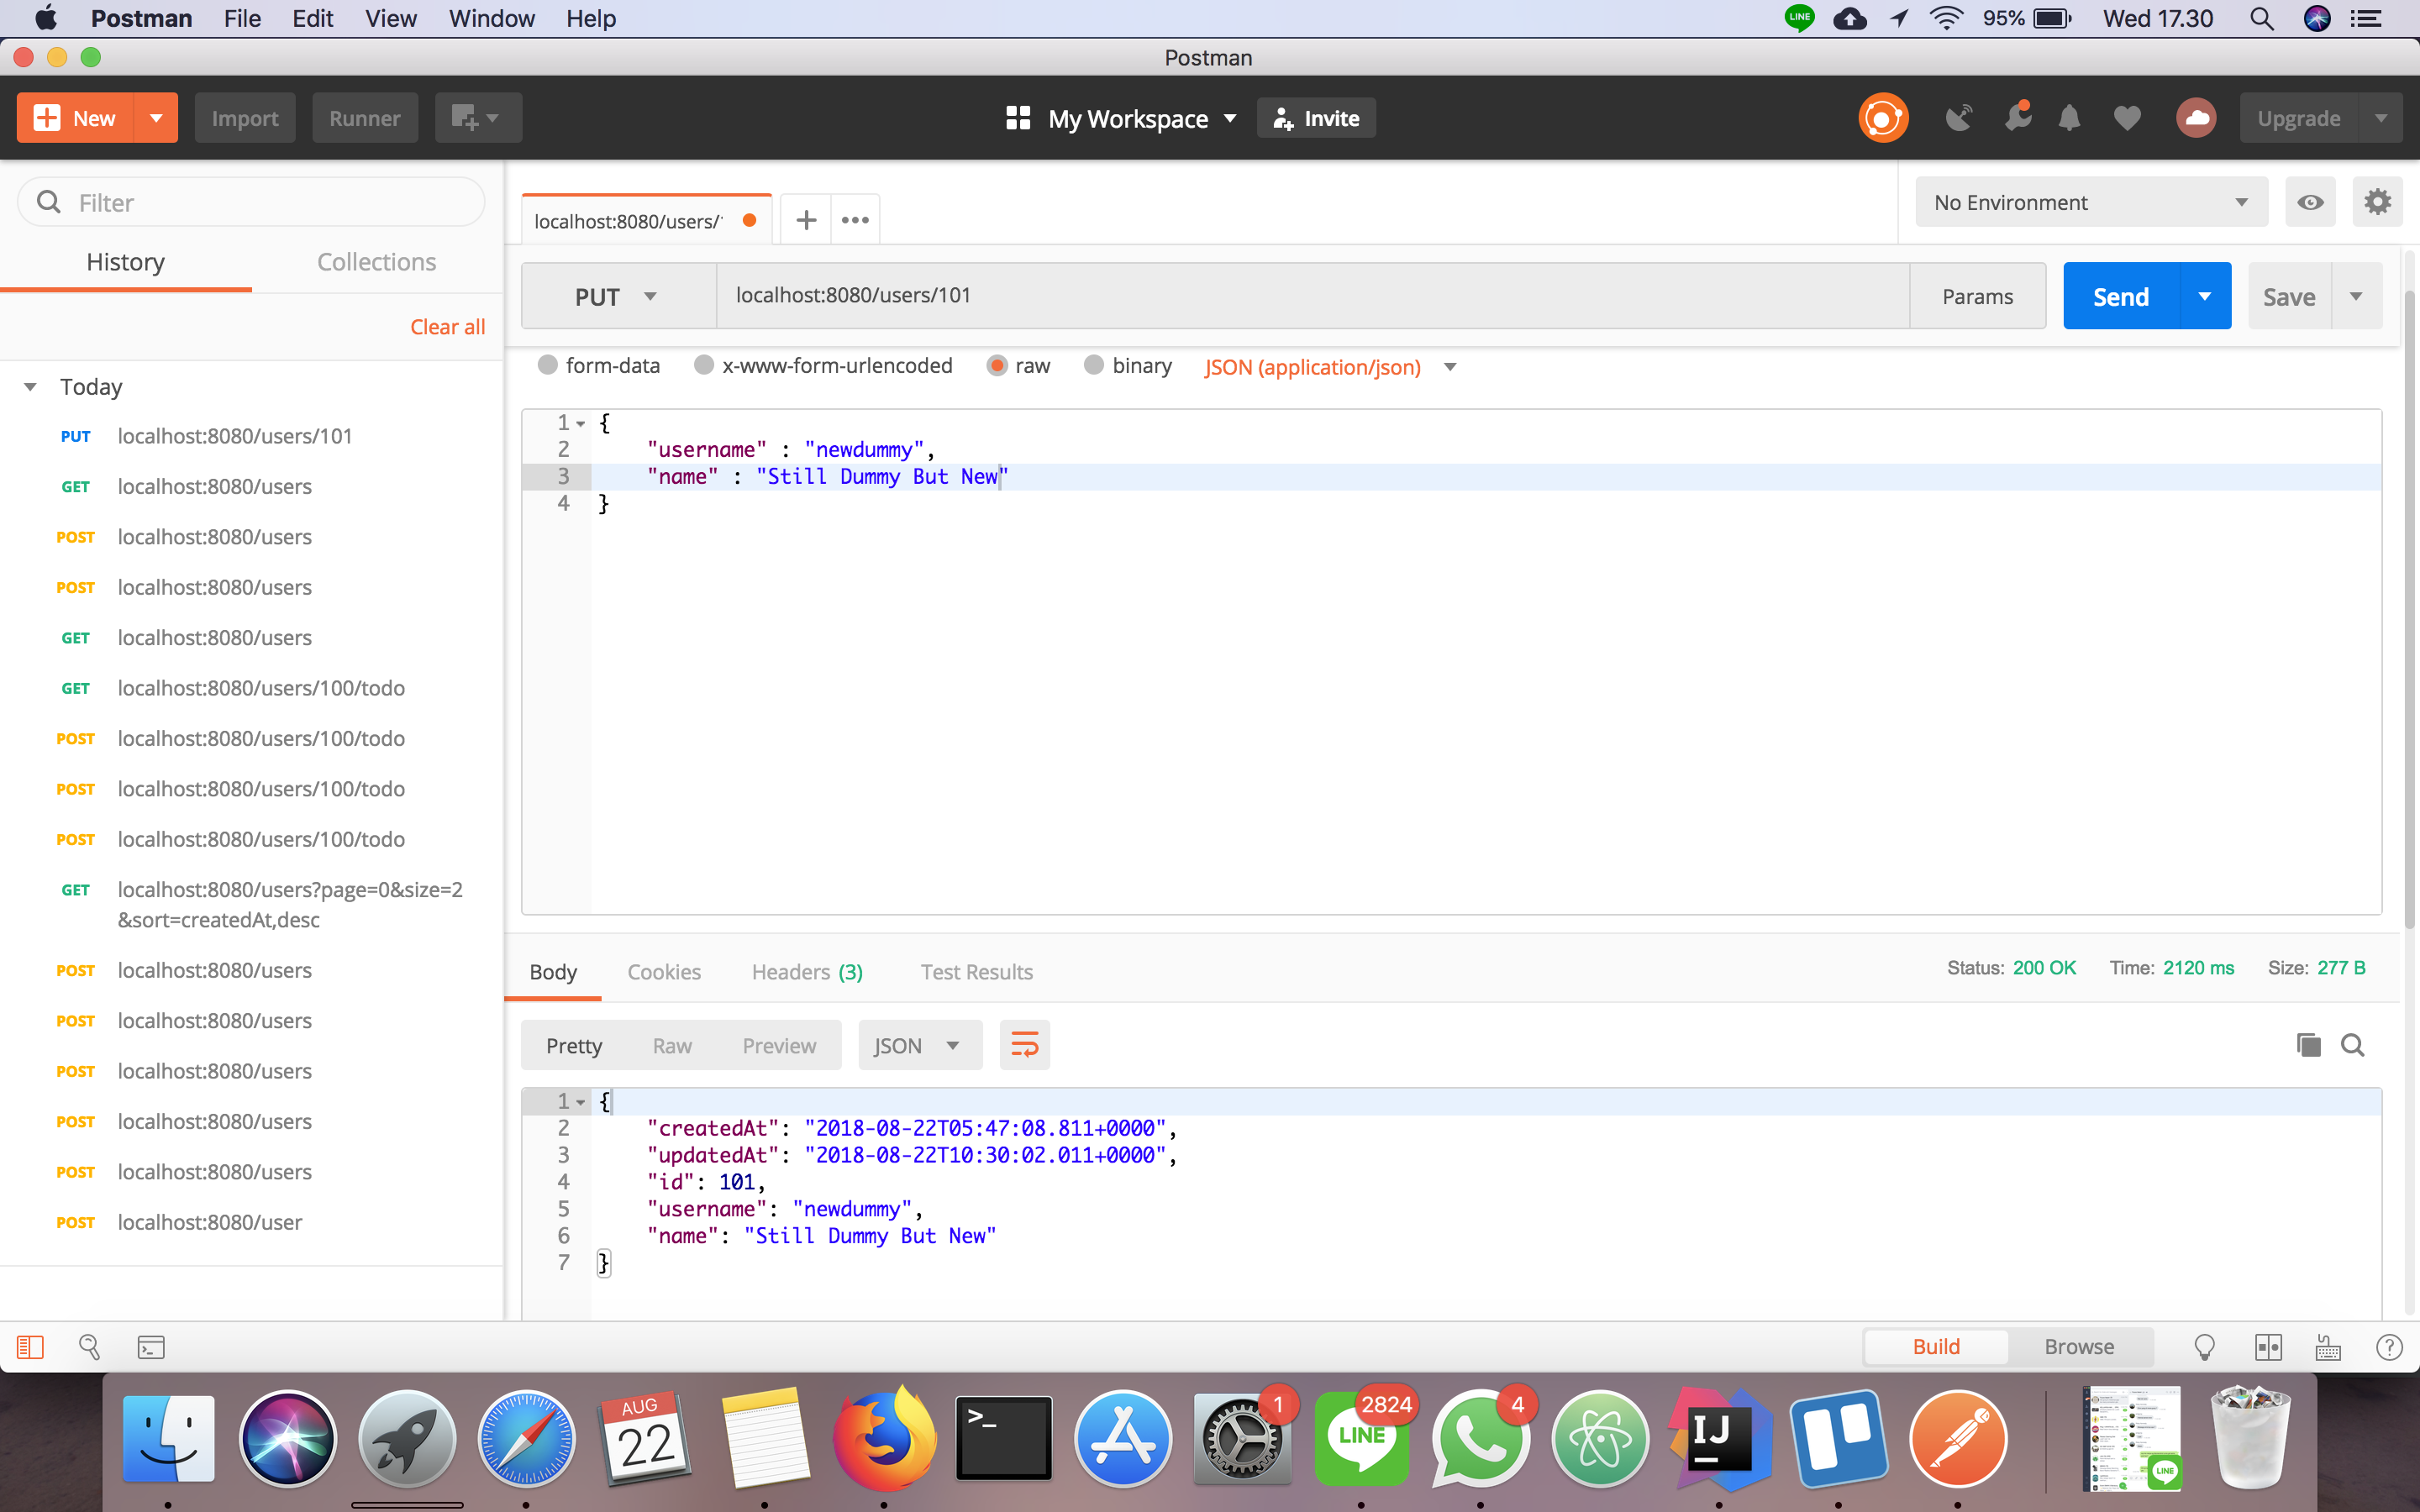 Postman File Edit View Window Help
LINE 95% Wed 17.30
Postman
New Import Runner My Workspace Invite Upgrade
Filter
History Collections
Clear all
Today
PUT localhost:8080/users/101
GET localhost:8080/users
POST localhost:8080/users
POST localhost:8080/users
GET localhost:8080/users
GET localhost:8080/users/100/todo
POST localhost:8080/users/100/todo
POST localhost:8080/users/100/todo
POST localhost:8080/users/100/todo
GET localhost:8080/users?page=0&size=2
&sort=createdAt,desc
POST localhost:8080/users
POST localhost:8080/users
POST localhost:8080/users
POST localhost:8080/users
POST localhost:8080/users
POST localhost:8080/user
localhost:8080/users/
No Environment
PUT localhost:8080/users/101 Params Send Save
form-data x-www-form-urlencoded raw binary JSON (application/json)
1 {
2 "username" : "newdummy",
3 "name" : "Still Dummy But New"
4 }
Body Cookies Headers (3) Test Results Status: 200 OK Time: 2120 ms Size: 277 B
Pretty Raw Preview JSON
1 {
2 "createdAt": "2018-08-22T05:47:08.811+0000",
3 "updatedAt": "2018-08-22T10:30:02.011+0000",
4 "id": 101,
5 "username": "newdummy",
6 "name": "Still Dummy But New"
7 }
Build Browse
AUG
22
>_
1
LINE
2824
4
IJ
LINE